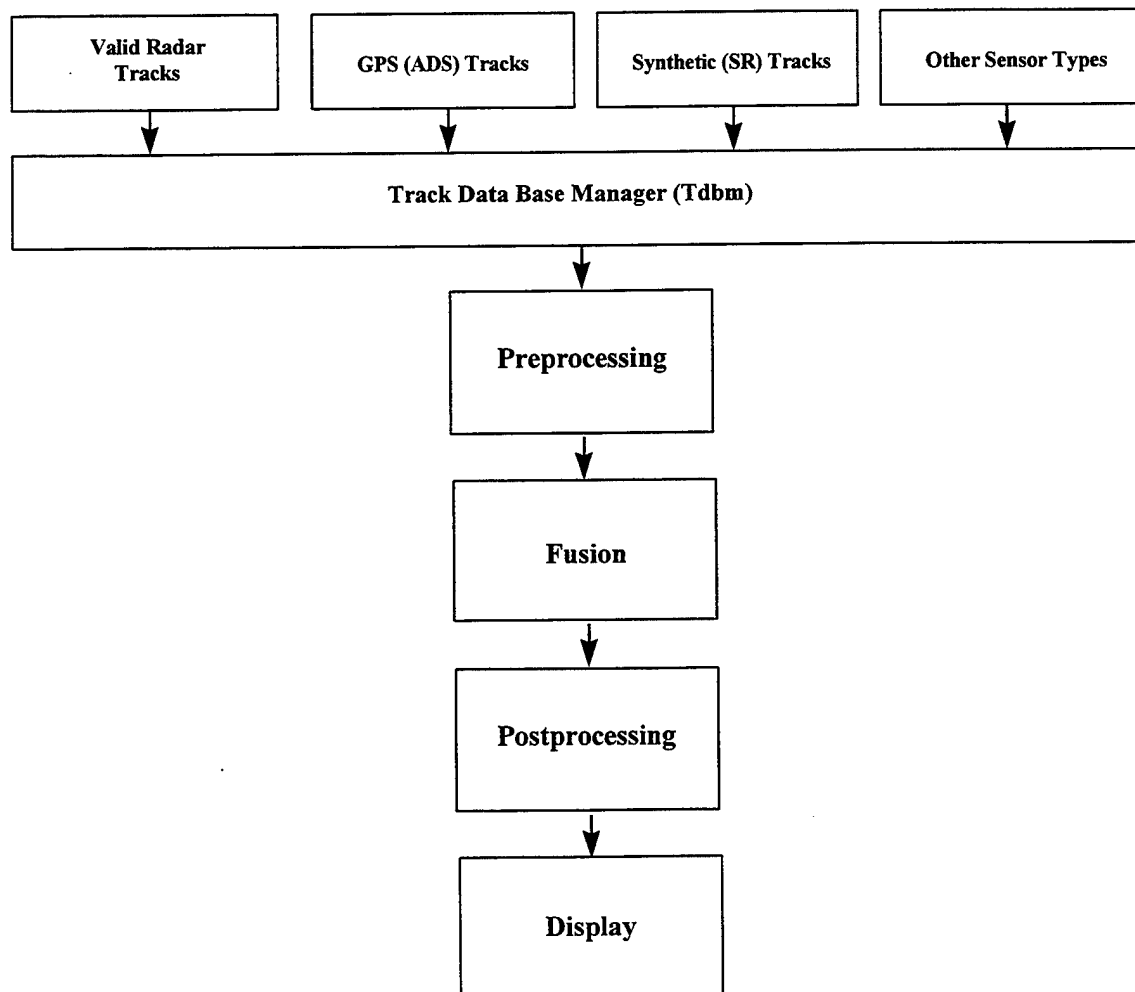 Valid Radar
Tracks
GPS (ADS) Tracks
Synthetic (SR) Tracks
Other Sensor Types
Track Data Base Manager (Tdbm)
Preprocessing
Fusion
Postprocessing
Display